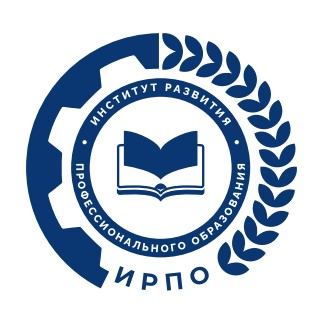 ИНСТИТУТ РАЗВИТИЯ
ПРОФЕССИОНАЛЬНОГО ОБРАЗОВАНИЯ
ИРПО